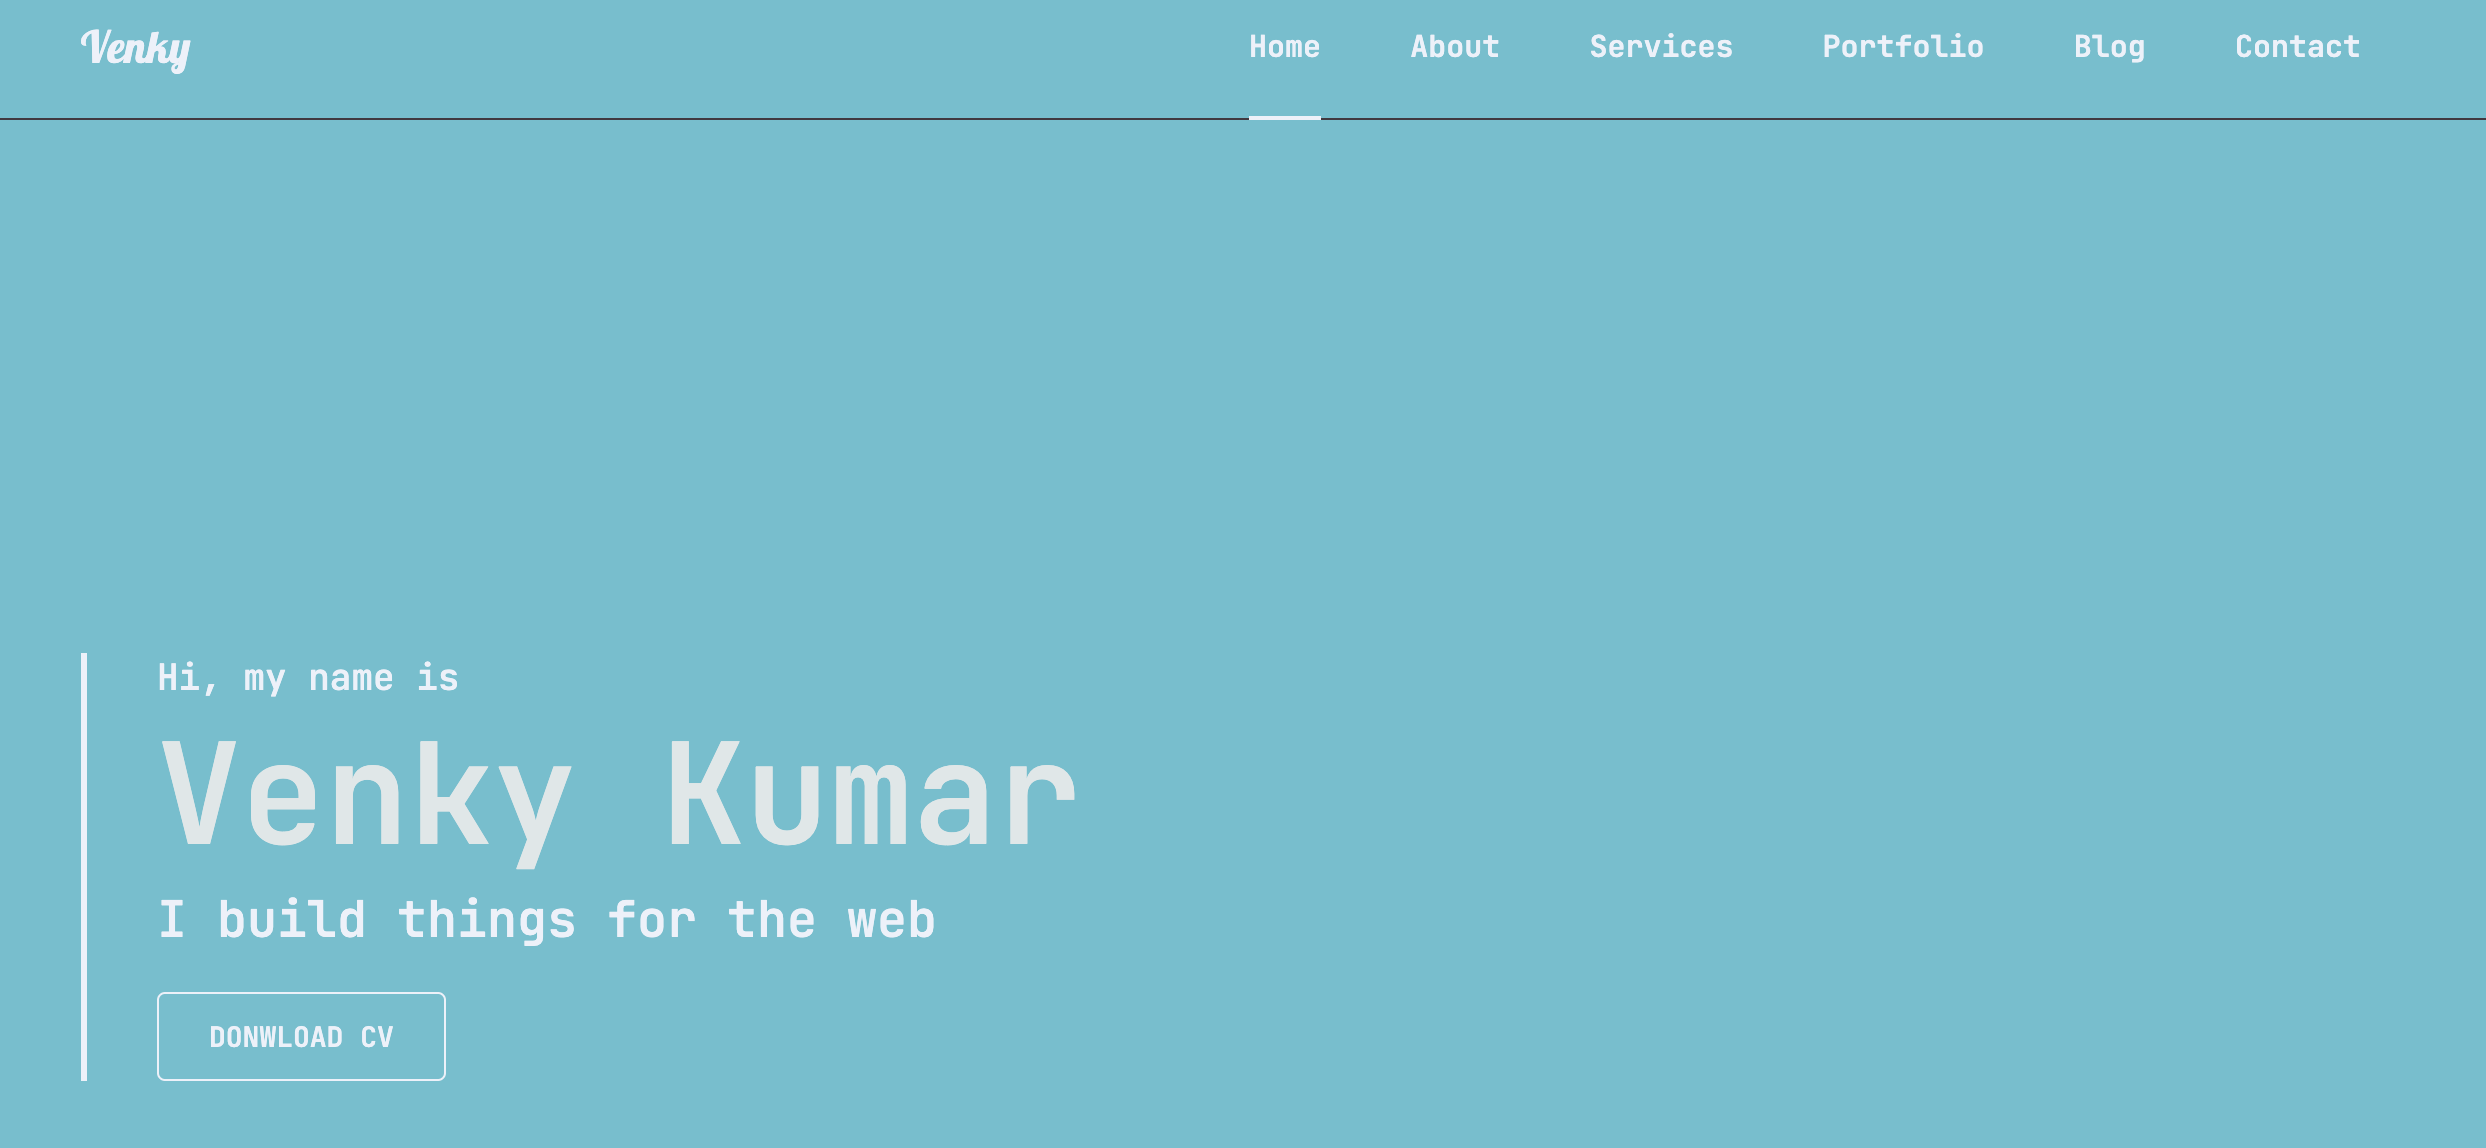 Venky
Home About Services Portfolio Blog Contact
Hi, my name is
Venky Kumar
I build things for the web
DONWLOAD CV